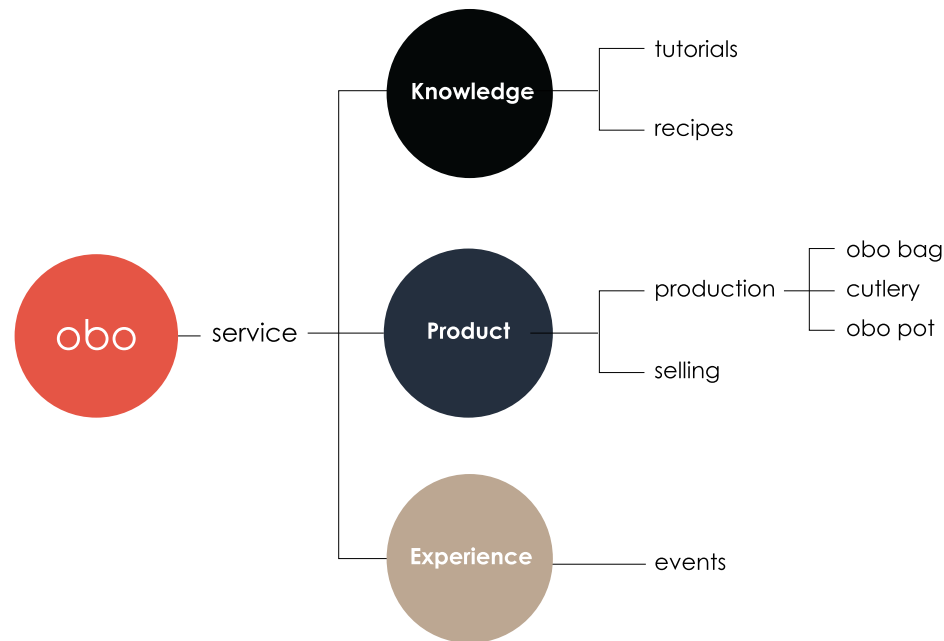 obo
service
Knowledge
tutorials
recipes
Product
production
obo bag
cutlery
obo pot
selling
Experience
events